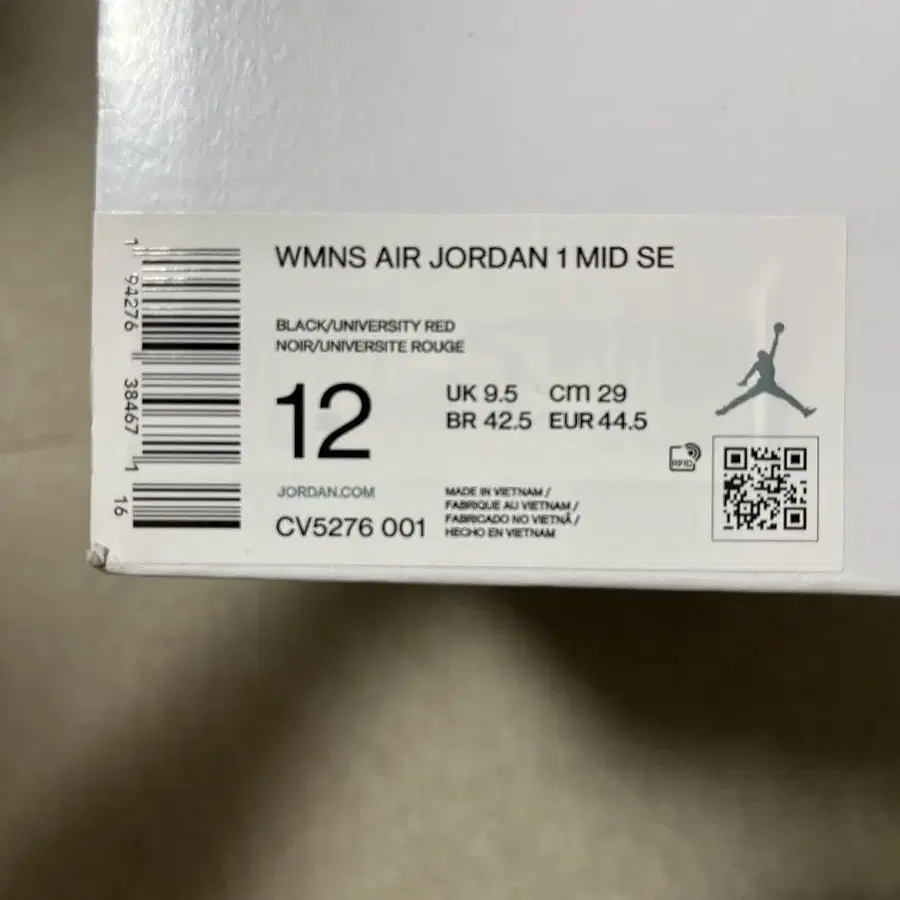 WMNS AIR JORDAN 1 MID SE
BLACK/UNIVERSITY RED
NOIR/UNIVERSITE ROUGE
12
UK 9.5 cm 29
BR 42.5 EUR 44.5
JORDAN.COM
CV5276 001
MADE IN VIETNAM /
FABRIQUE AU VIETNAM /
FABRICADO NO VIETNÃ /
HECHO EN VIETNAM
RFID
1 94276 38467 1 16